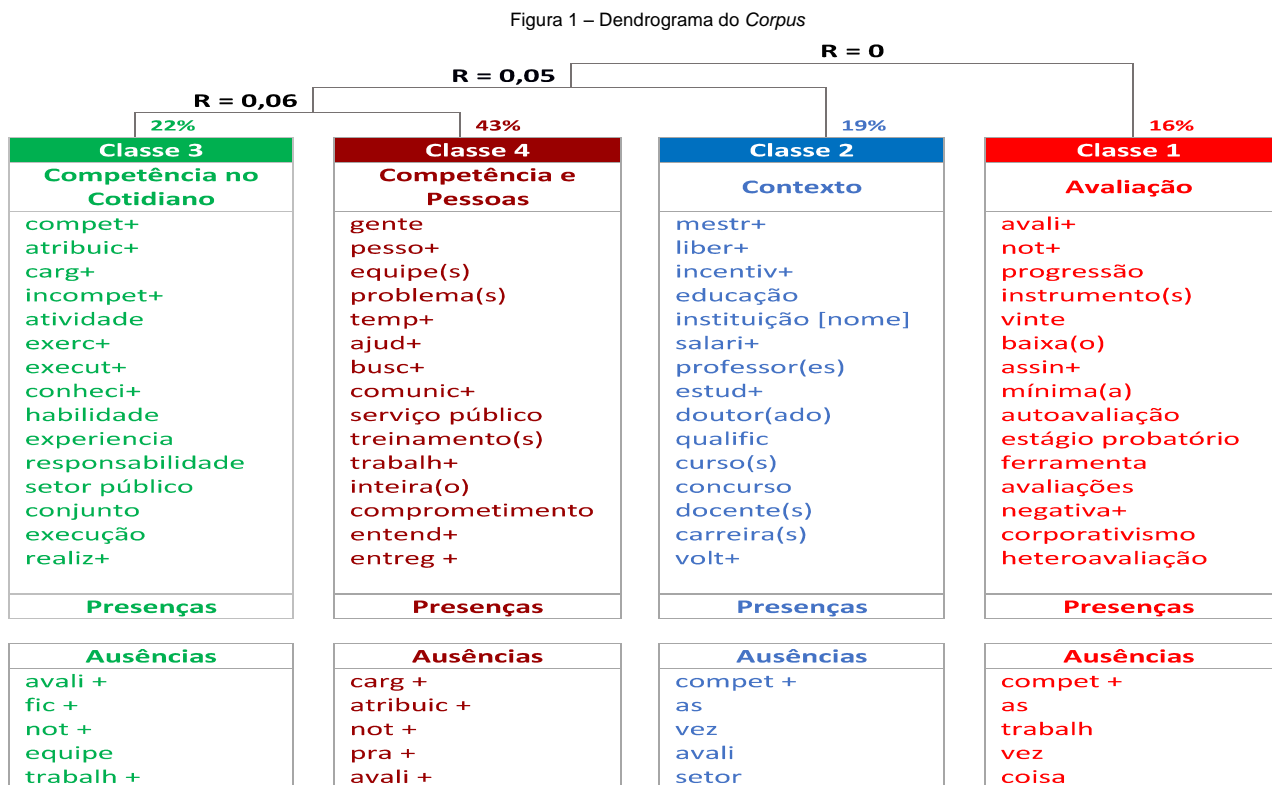 Figura 1 – Dendrograma do Corpus
R = 0
R = 0,05
R = 0,06
22%
43%
19%
16%
Classe 3
Competência no
Cotidiano
compet+
atribuic+
carg+
incompet+
atividade
exerc+
execut+
conheci+
habilidade
experiencia
responsabilidade
setor público
conjunto
execução
realiz+
Presenças
Ausências
avali +
fic +
not +
equipe
trabalh +
Classe 4
Competência e
Pessoas
gente
pesso+
equipe(s)
problema(s)
temp+
ajud+
busc+
comunic+
serviço público
treinamento(s)
trabalh+
inteira(o)
comprometimento
entend+
entreg +
Presenças
Ausências
carg +
atribuic +
not +
pra +
avali +
Classe 2
Contexto
mestr+
liber+
incentiv+
educação
instituição [nome]
salari+
professor(es)
estud+
doutor(ado)
qualific
curso(s)
concurso
docente(s)
carreira(s)
volt+
Presenças
Ausências
compet +
as
vez
avali
setor
Classe 1
Avaliação
avali+
not+
progressão
instrumento(s)
vinte
baixa(o)
assin+
mínima(a)
autoavaliação
estágio probatório
ferramenta
avaliações
negativa+
corporativismo
heteroavaliação
Presenças
Ausências
compet +
as
trabalh
vez
coisa